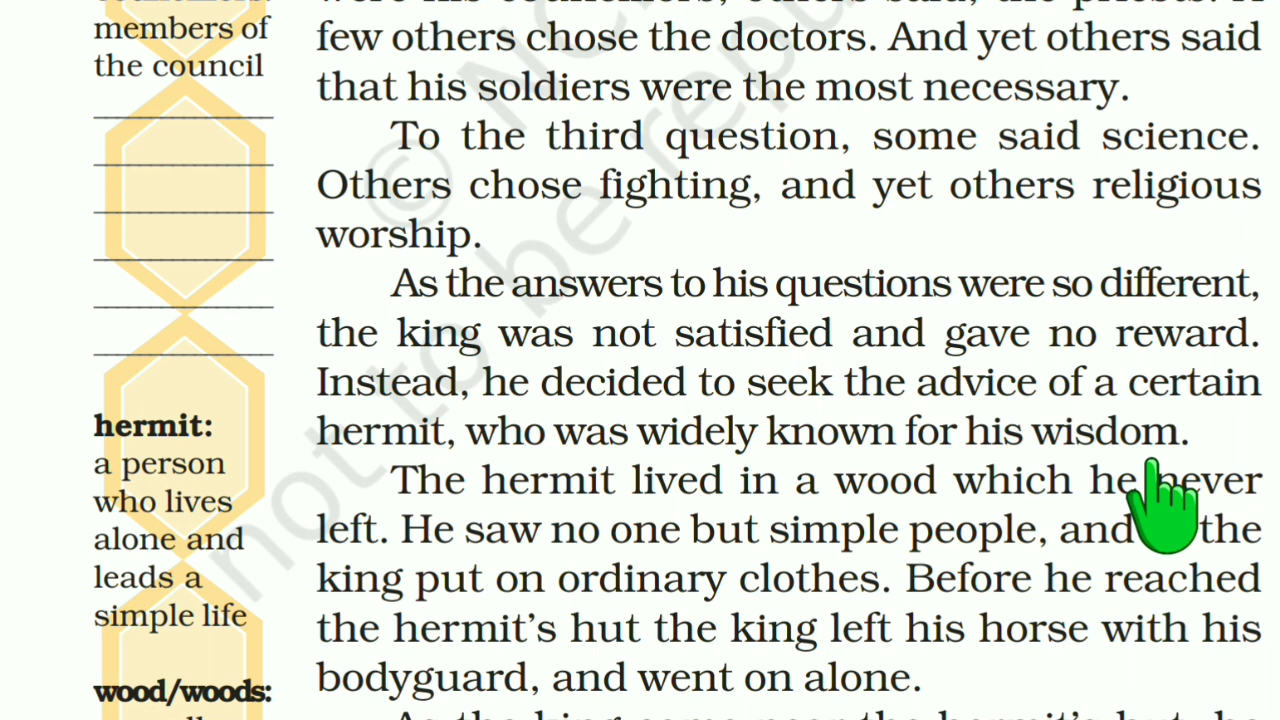 members of
the council
hermit:
a person
who lives
alone and
leads a
simple life
wood/woods:
few others chose the doctors. And yet others said
that his soldiers were the most necessary.
To the third question, some said science.
Others chose fighting, and yet others religious
worship.
As the answers to his questions were so different,
the king was not satisfied and gave no reward.
Instead, he decided to seek the advice of a certain
hermit, who was widely known for his wisdom.
The hermit lived in a wood which he never
left. He saw no one but simple people, and the
king put on ordinary clothes. Before he reached
the hermit’s hut the king left his horse with his
bodyguard, and went on alone.
©
not to be